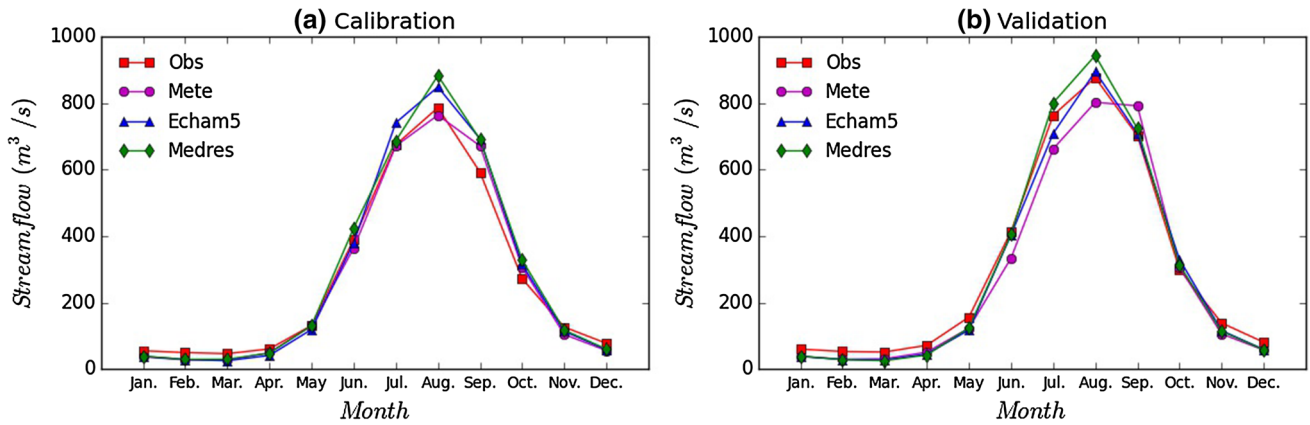 (a) Calibration
1000
800
600
400
200
0
Streamflow (m³ /s)
Obs
Mete
Echam5
Medres
Jan. Feb. Mar. Apr. May Jun. Jul. Aug. Sep. Oct. Nov. Dec.
Month
(b) Validation
1000
800
600
400
200
0
Streamflow (m³ /s)
Obs
Mete
Echam5
Medres
Jan. Feb. Mar. Apr. May Jun. Jul. Aug. Sep. Oct. Nov. Dec.
Month